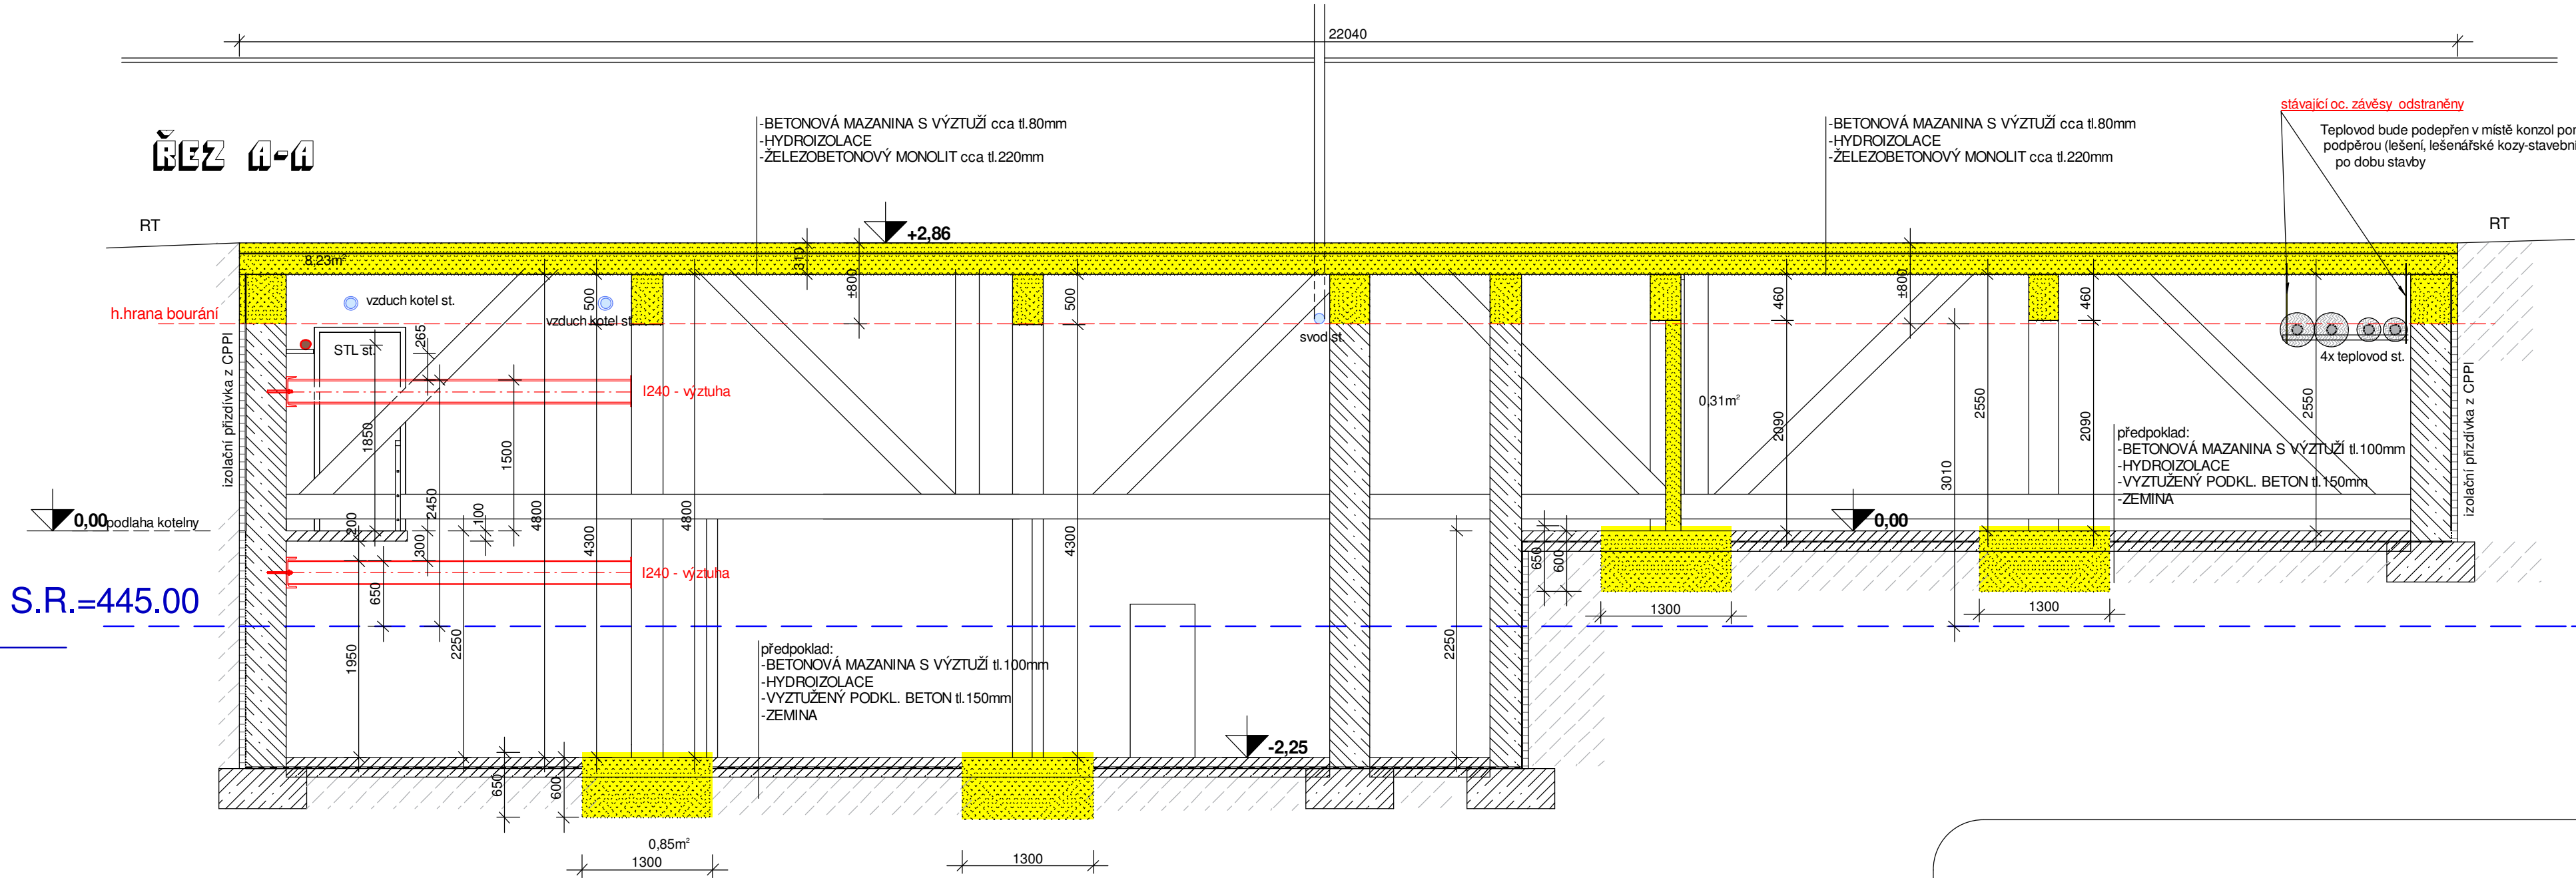 22040
ŘEZ A-A
-BETONOVÁ MAZANINA S VÝZTUŽÍ cca tl.80mm
-HYDROIZOLACE
-ŽELEZOBETONOVÝ MONOLIT cca tl.220mm
-BETONOVÁ MAZANINA S VÝZTUŽÍ cca tl.80mm
-HYDROIZOLACE
-ŽELEZOBETONOVÝ MONOLIT cca tl.220mm
stávající oc. závěsy odstraněny
Teplovod bude podepřen v místě konzol pom
podpěrou (lešení, lešenářské kozy-stavební
po dobu stavby
RT
RT
+2,86
8.23m²
310
±800
±800
vzduch kotel st.
vzduch kotel st
500
500
460
460
h.hrana bourání
STL st.
265
svod st.
4x teplovod st.
I240 - výztuha
izolační přizdívka z CPPI
izolační přizdívka z CPPI
0,31m²
1850
1500
2450
2090
2550
2090
2550
3010
předpoklad:
-BETONOVÁ MAZANINA S VÝZTUŽÍ tl.100mm
-HYDROIZOLACE
-VYZTUŽENÝ PODKL. BETON tl.150mm
-ZEMINA
0,00
podlaha kotelny
200
300
100
4800
4300
4800
4300
0,00
650
600
I240 - výztuha
650
S.R.=445.00
1300
1300
1950
2250
2250
předpoklad:
-BETONOVÁ MAZANINA S VÝZTUŽÍ tl.100mm
-HYDROIZOLACE
-VYZTUŽENÝ PODKL. BETON tl.150mm
-ZEMINA
-2,25
650
600
0,85m²
1300
1300